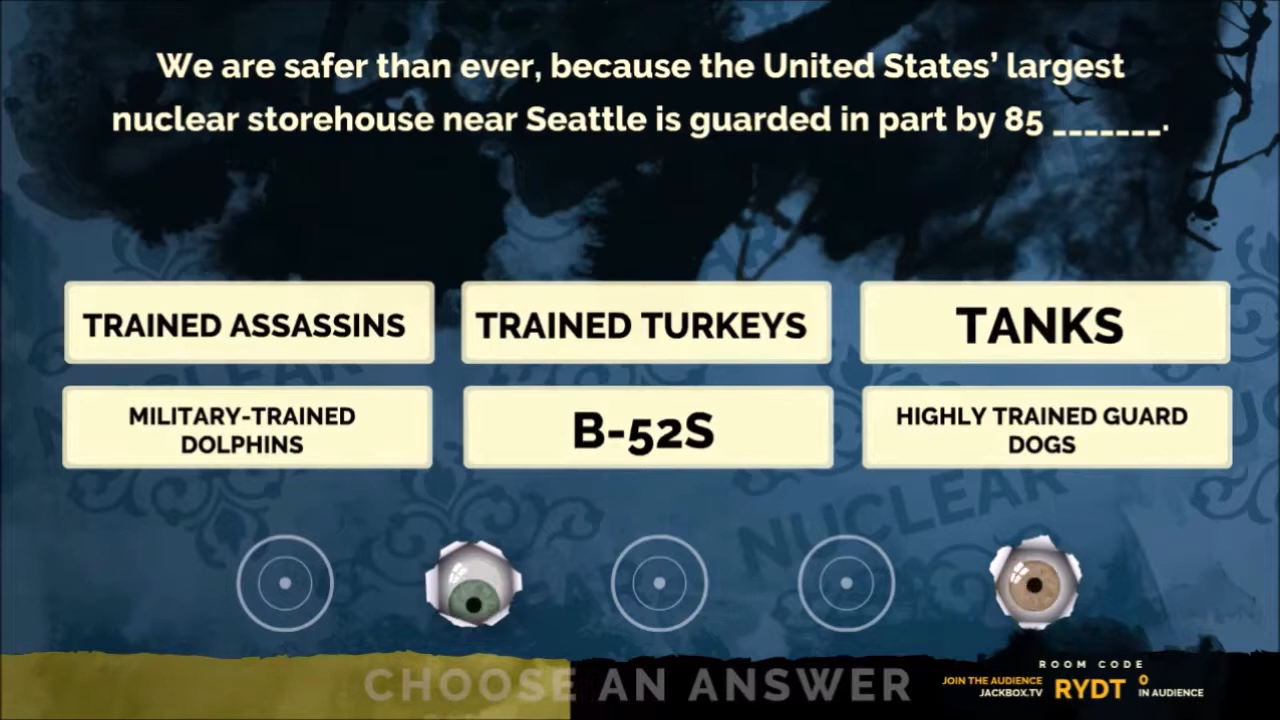 We are safer than ever, because the United States’ largest
nuclear storehouse near Seattle is guarded in part by 85 _______.
TRAINED ASSASSINS
TRAINED TURKEYS
TANKS
MILITARY-TRAINED
DOLPHINS
B-52S
HIGHLY TRAINED GUARD
DOGS
NUCLEAR
CHOOSE AN ANSWER
ROOM CODE
JOIN THE AUDIENCE
JACKBOX.TV
RYDT
0
IN AUDIENCE